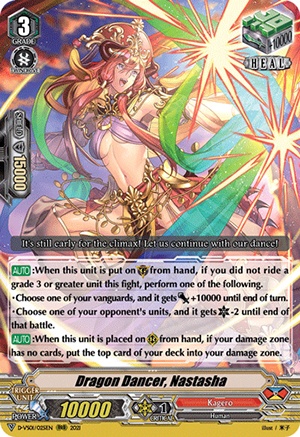 3
GRADE
+10000
HEAL
15000
It's still early for the climax! Let us continue with our dance!
AUTO:When this unit is put on from hand, if you did not ride a
grade 3 or greater unit this fight, perform one of the following.
·Choose one of your vanguards, and it gets +10000 until end of turn.
·Choose one of your opponent's units, and it gets -2 until end of
that battle.
AUTO:When this unit is placed on from hand, if your damage zone
has no cards, put the top card of your deck into your damage zone.
Dragon Dancer, Nastasha
TRIGGER
UNIT
Kagero
Human
POWER
10000
1
CRITICAL
D-VS01/025EN RRR 2021